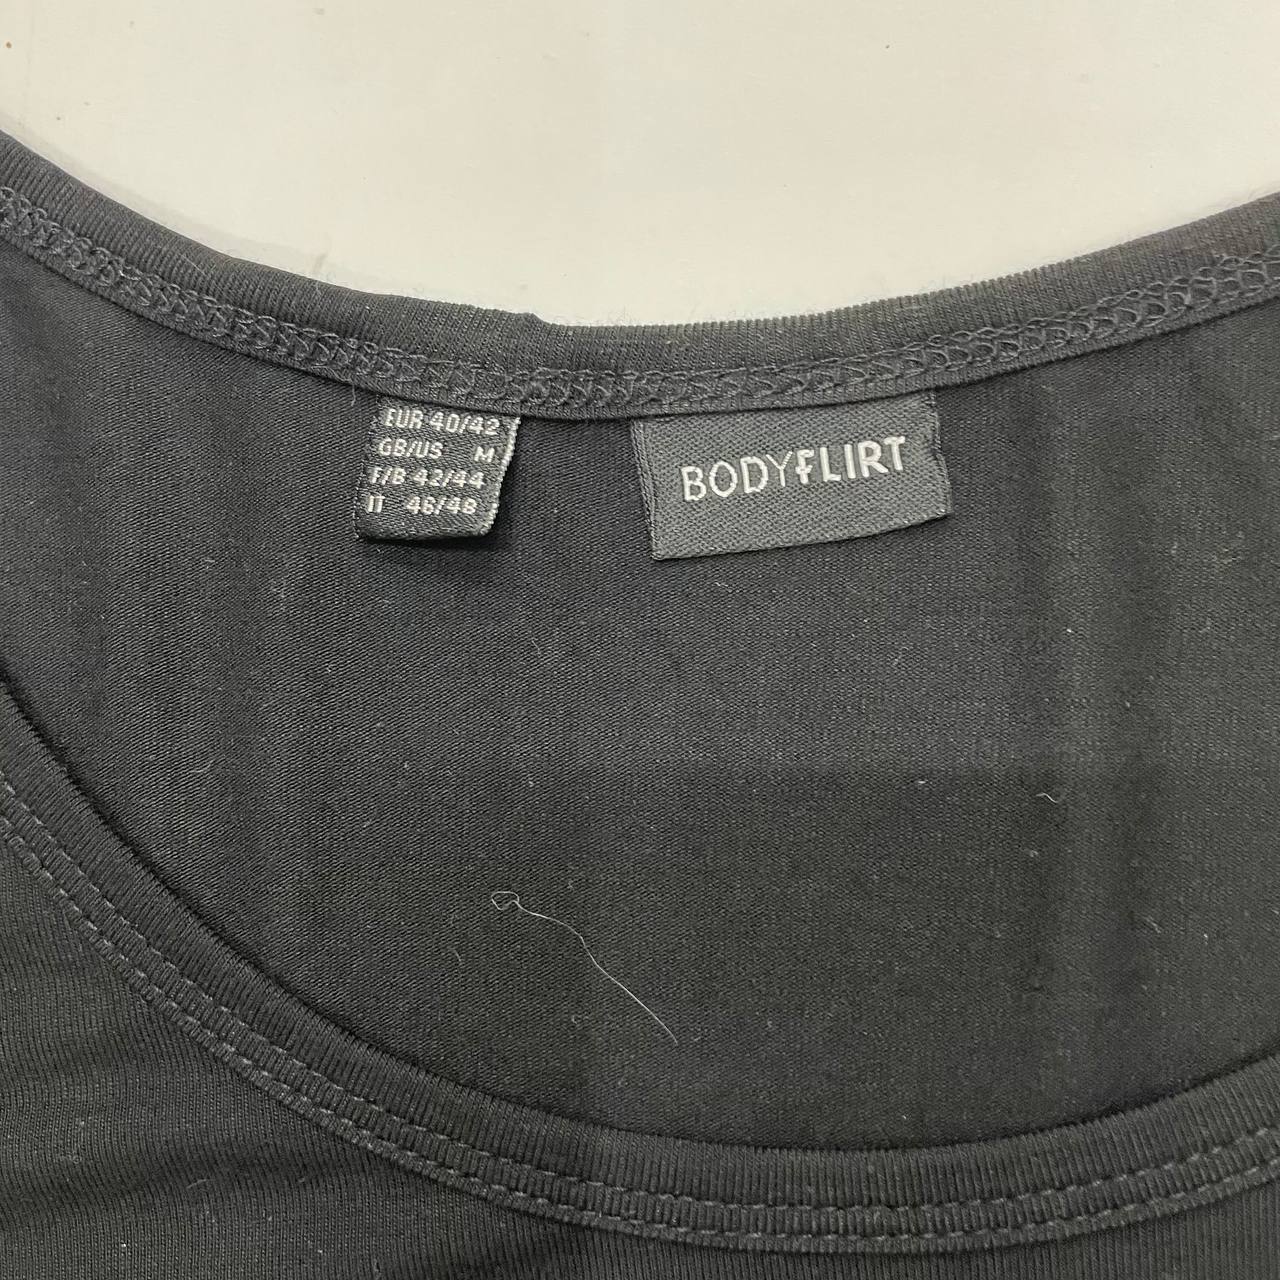 EUR 40/42
GB/US M
F/B 42/44
IT 46/48
BODYFLIRT